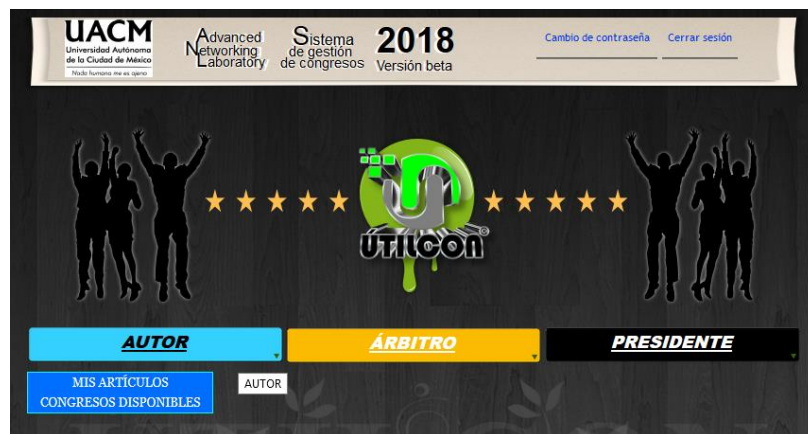 UACM
Universidad Autónoma
de la Ciudad de México
Nada humano me es ajeno
Advanced
Networking
Laboratory
Sistema
de gestión
de congresos
2018
Versión beta
Cambio de contraseña
Cerrar sesión
UTILCON
AUTOR
ÁRBITRO
PRESIDENTE
MIS ARTÍCULOS
CONGRESOS DISPONIBLES
AUTOR